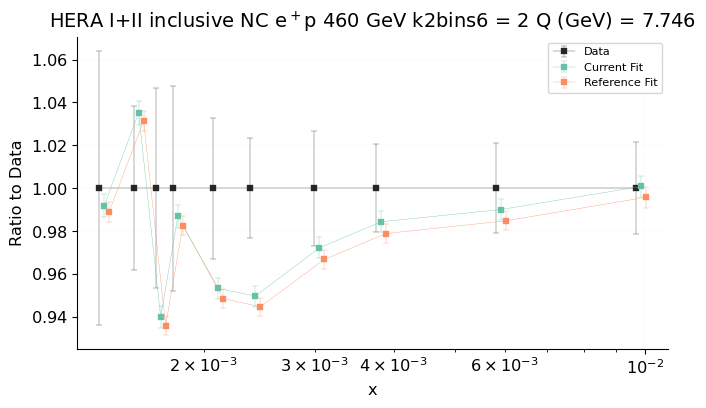 HERA I+II inclusive NC e⁺p 460 GeV k2bins6 = 2 Q (GeV) = 7.746
Data
Current Fit
Reference Fit
Ratio to Data
1.06
1.04
1.02
1.00
0.98
0.96
0.94
2 × 10⁻³
3 × 10⁻³
4 × 10⁻³
6 × 10⁻³
10⁻²
x